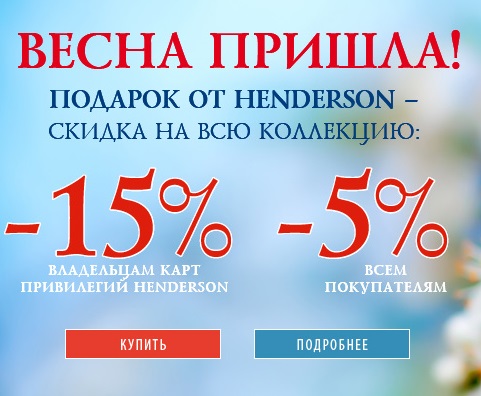 ВЕСНА ПРИШЛА!
ПОДАРОК ОТ HENDERSON –
СКИДКА НА ВСЮ КОЛЛЕКЦИЮ:
-15%
ВЛАДЕЛЬЦАМ КАРТ
ПРИВИЛЕГИЙ HENDERSON
-5%
ВСЕМ
ПОКУПАТЕЛЯМ
КУПИТЬ
ПОДРОБНЕЕ